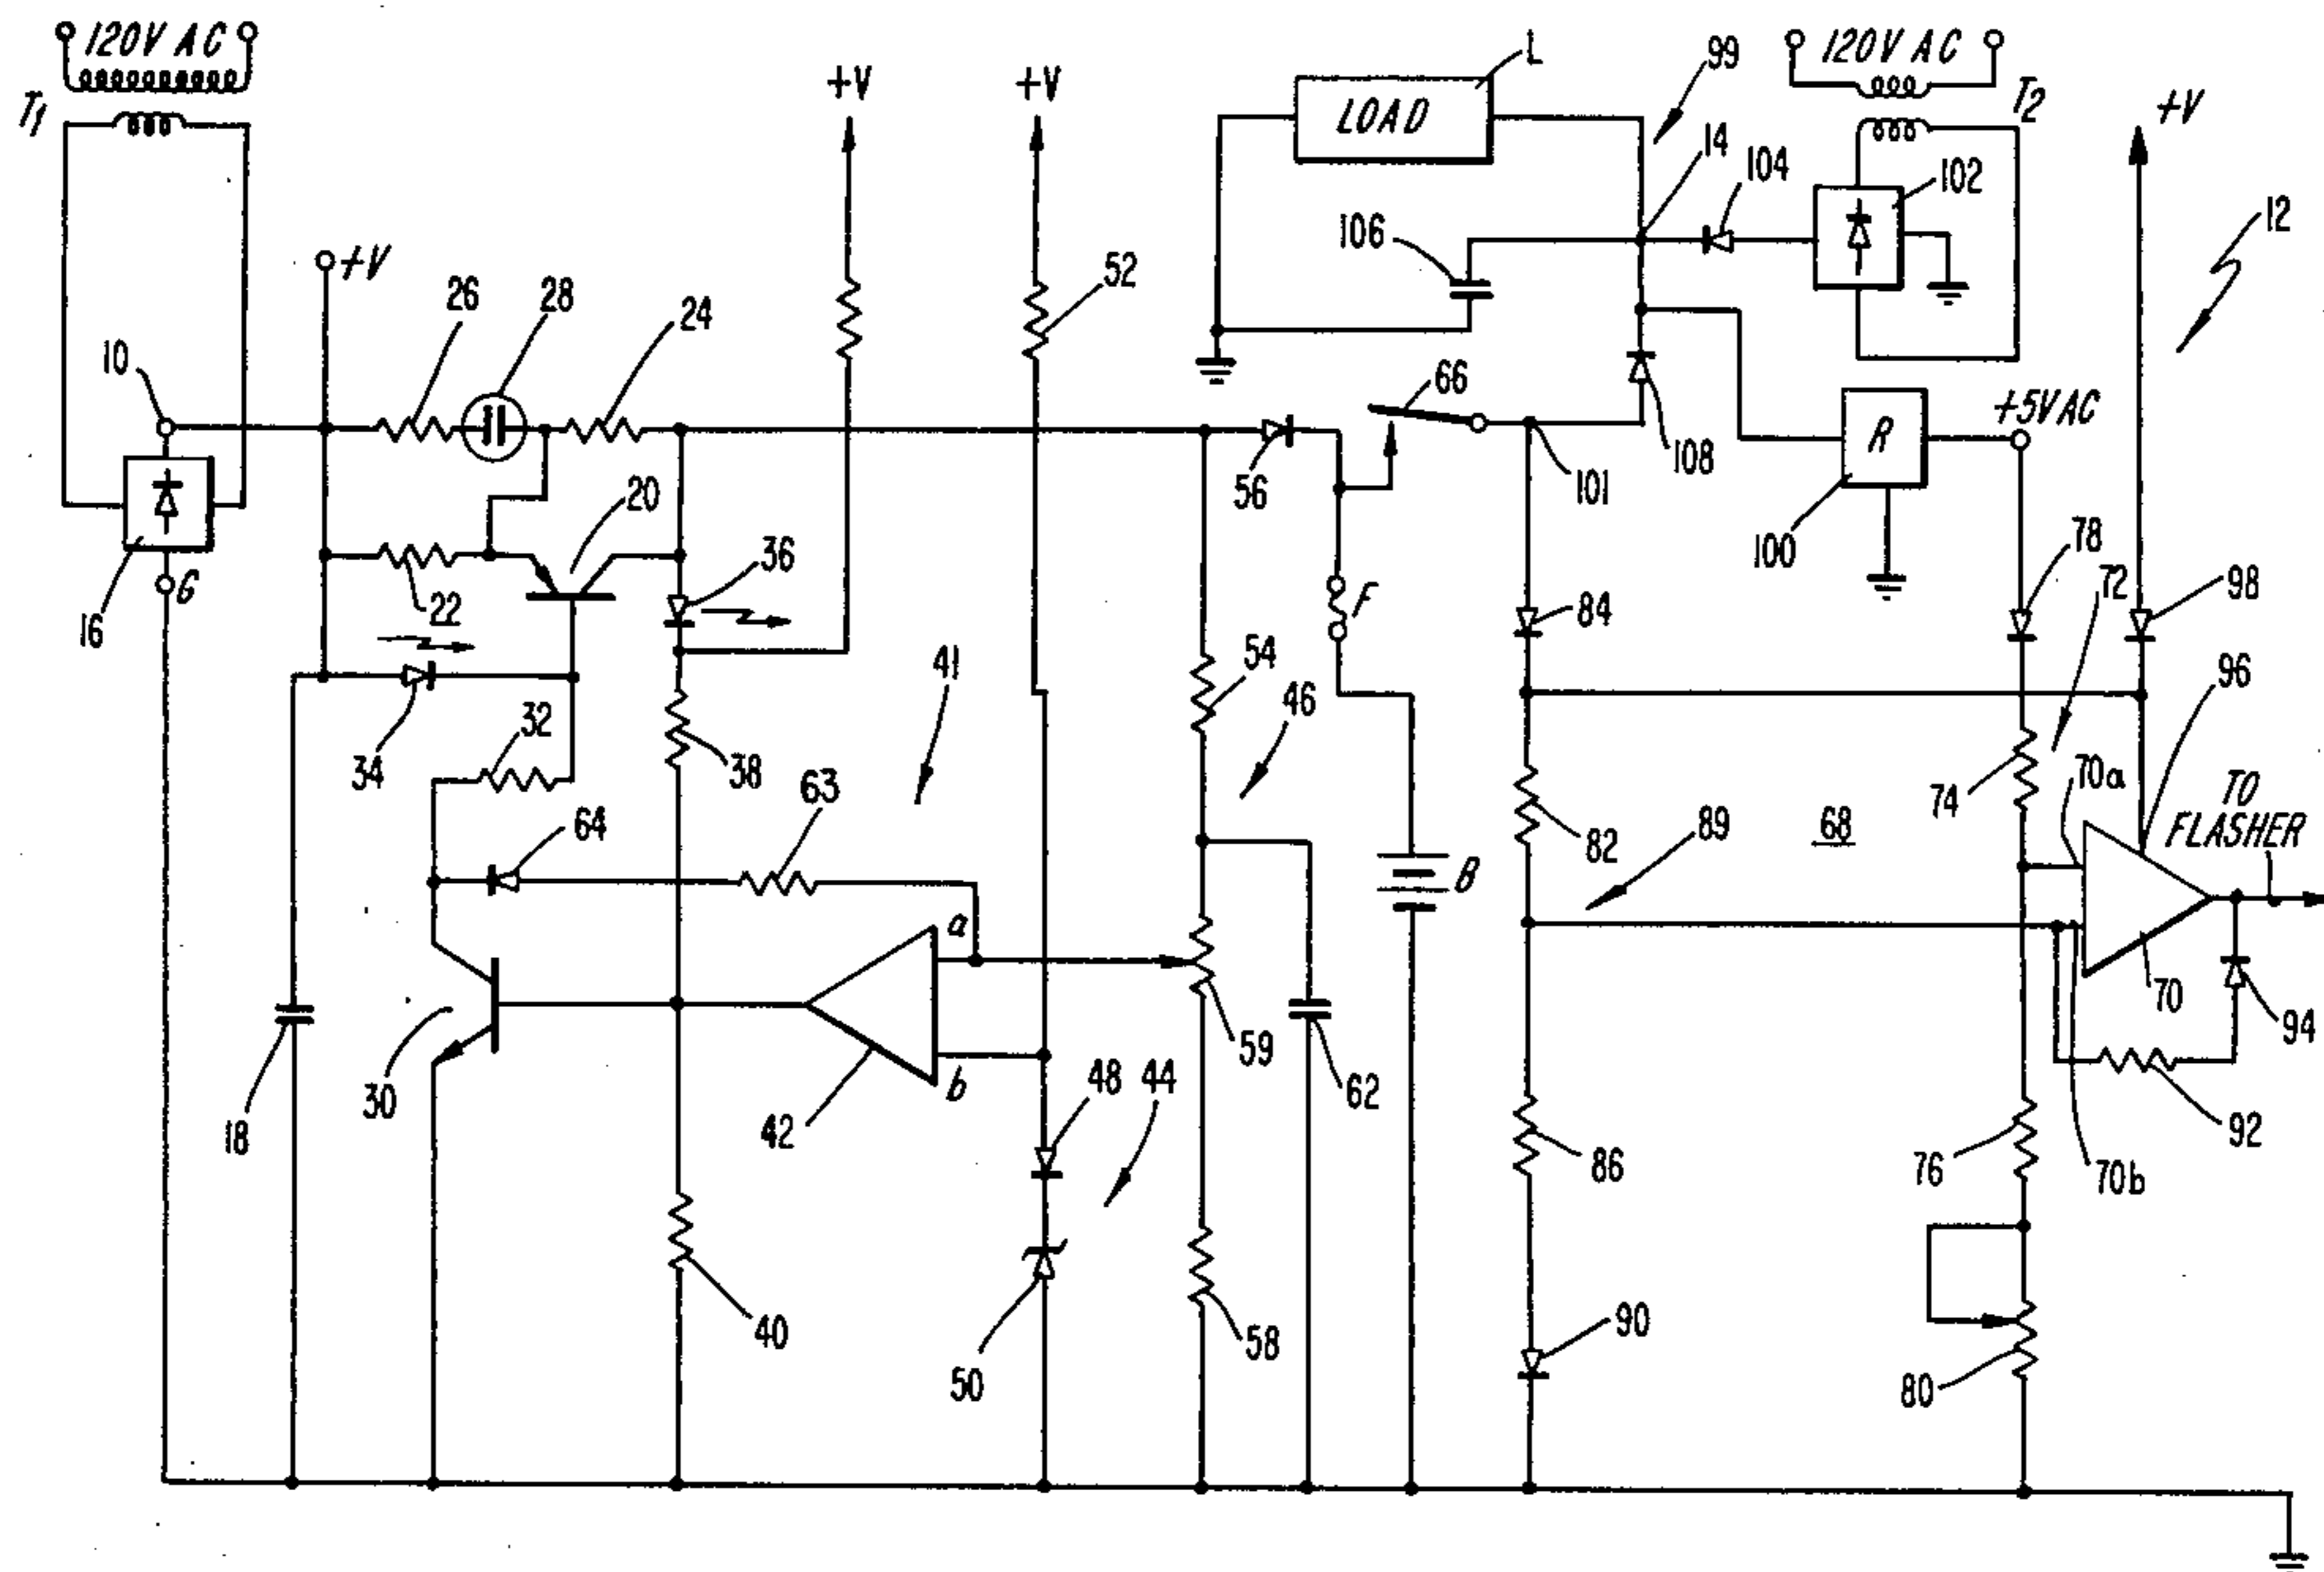 120V AC
T1
+V
+V
L
99
120V AC
T2
+V
LOAD
14
104
102
12
106
+V
26
28
24
52
10
66
+5VAC
R
108
101
56
20
100
78
G
36
72
98
16
22
F
84
54
96
41
46
34
32
38
70a
74
TO
FLASHER
63
64
82
89
68
B
a
70
94
59
30
b
48
44
62
18
42
86
76
70b
92
40
58
90
50
80